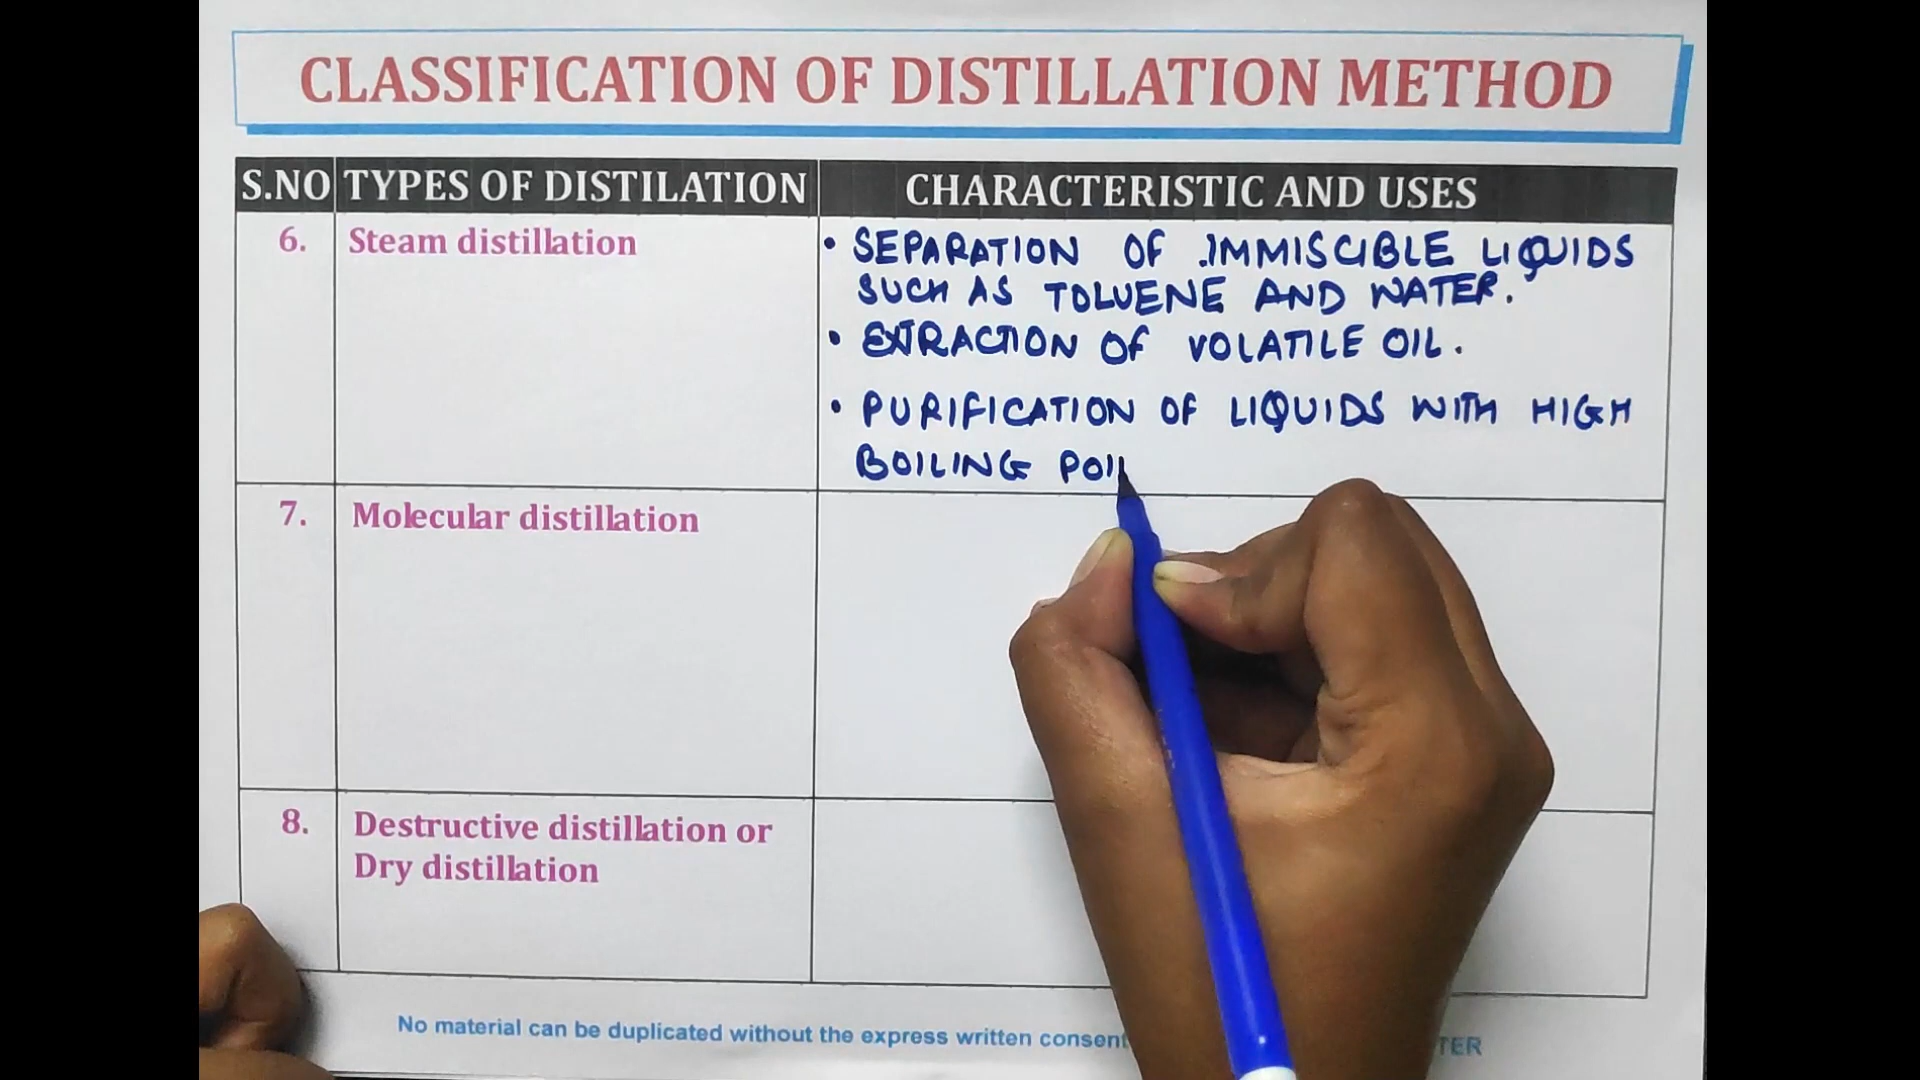 CLASSIFICATION OF DISTILLATION METHOD
S.NO TYPES OF DISTILATION CHARACTERISTIC AND USES
6. Steam distillation
• SEPARATION OF IMMISCIBLE LIQUIDS
SUCH AS TOLUENE AND WATER.
• EXTRACTION OF VOLATILE OIL.
• PURIFICATION OF LIQUIDS WITH HIGH
BOILING POI
7. Molecular distillation
8. Destructive distillation or
Dry distillation
No material can be duplicated without the express written consent